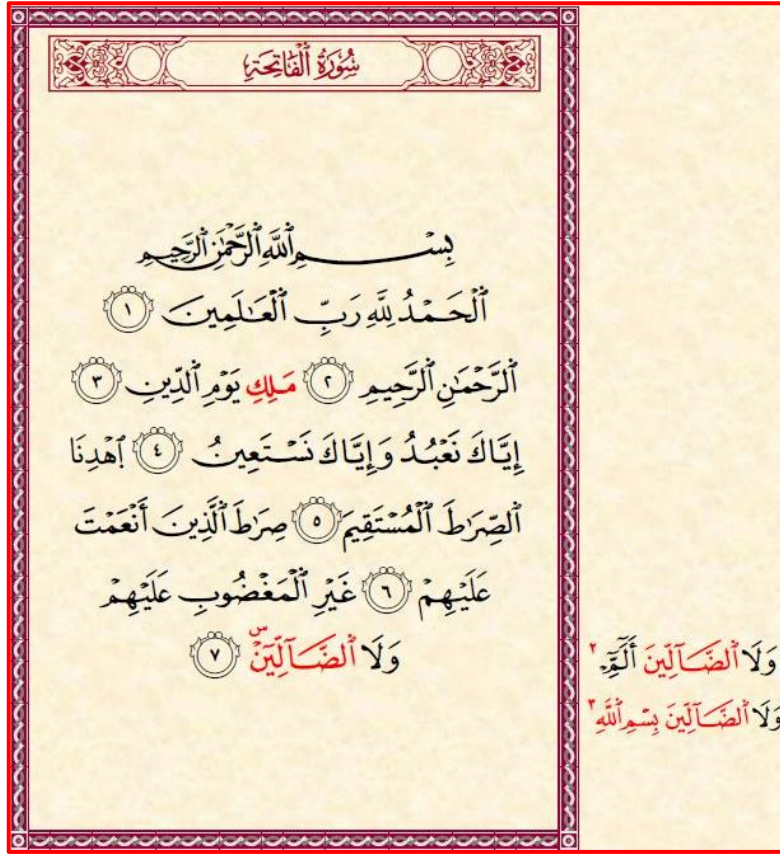 سُورَةُ ٱلْفَاتِحَةِ
بِسْمِ ٱللَّهِ ٱلرَّحْمَٰنِ ٱلرَّحِيمِ
ٱلْحَمْدُ لِلَّهِ رَبِّ ٱلْعَٰلَمِينَ ١
ٱلرَّحْمَٰنِ ٱلرَّحِيمِ ٢ مَلِكِ يَوْمِ ٱلدِّينِ ٣
إِيَّاكَ نَعْبُدُ وَإِيَّاكَ نَسْتَعِينُ ٤ ٱهْدِنَا
ٱلصِّرَٰطَ ٱلْمُسْتَقِيمَ ٥ صِرَٰطَ ٱلَّذِينَ أَنْعَمْتَ
عَلَيْهِمْ ٦ غَيْرِ ٱلْمَغْضُوبِ عَلَيْهِمْ
وَلَا ٱلضَّآلِّينَ ۜ ٧
وَلَا ٱلضَّآلِّينَ أَلَٓمِّٓ ٢
وَلَا ٱلضَّآلِّينَ بِسْمِ ٱللَّهِ ٣